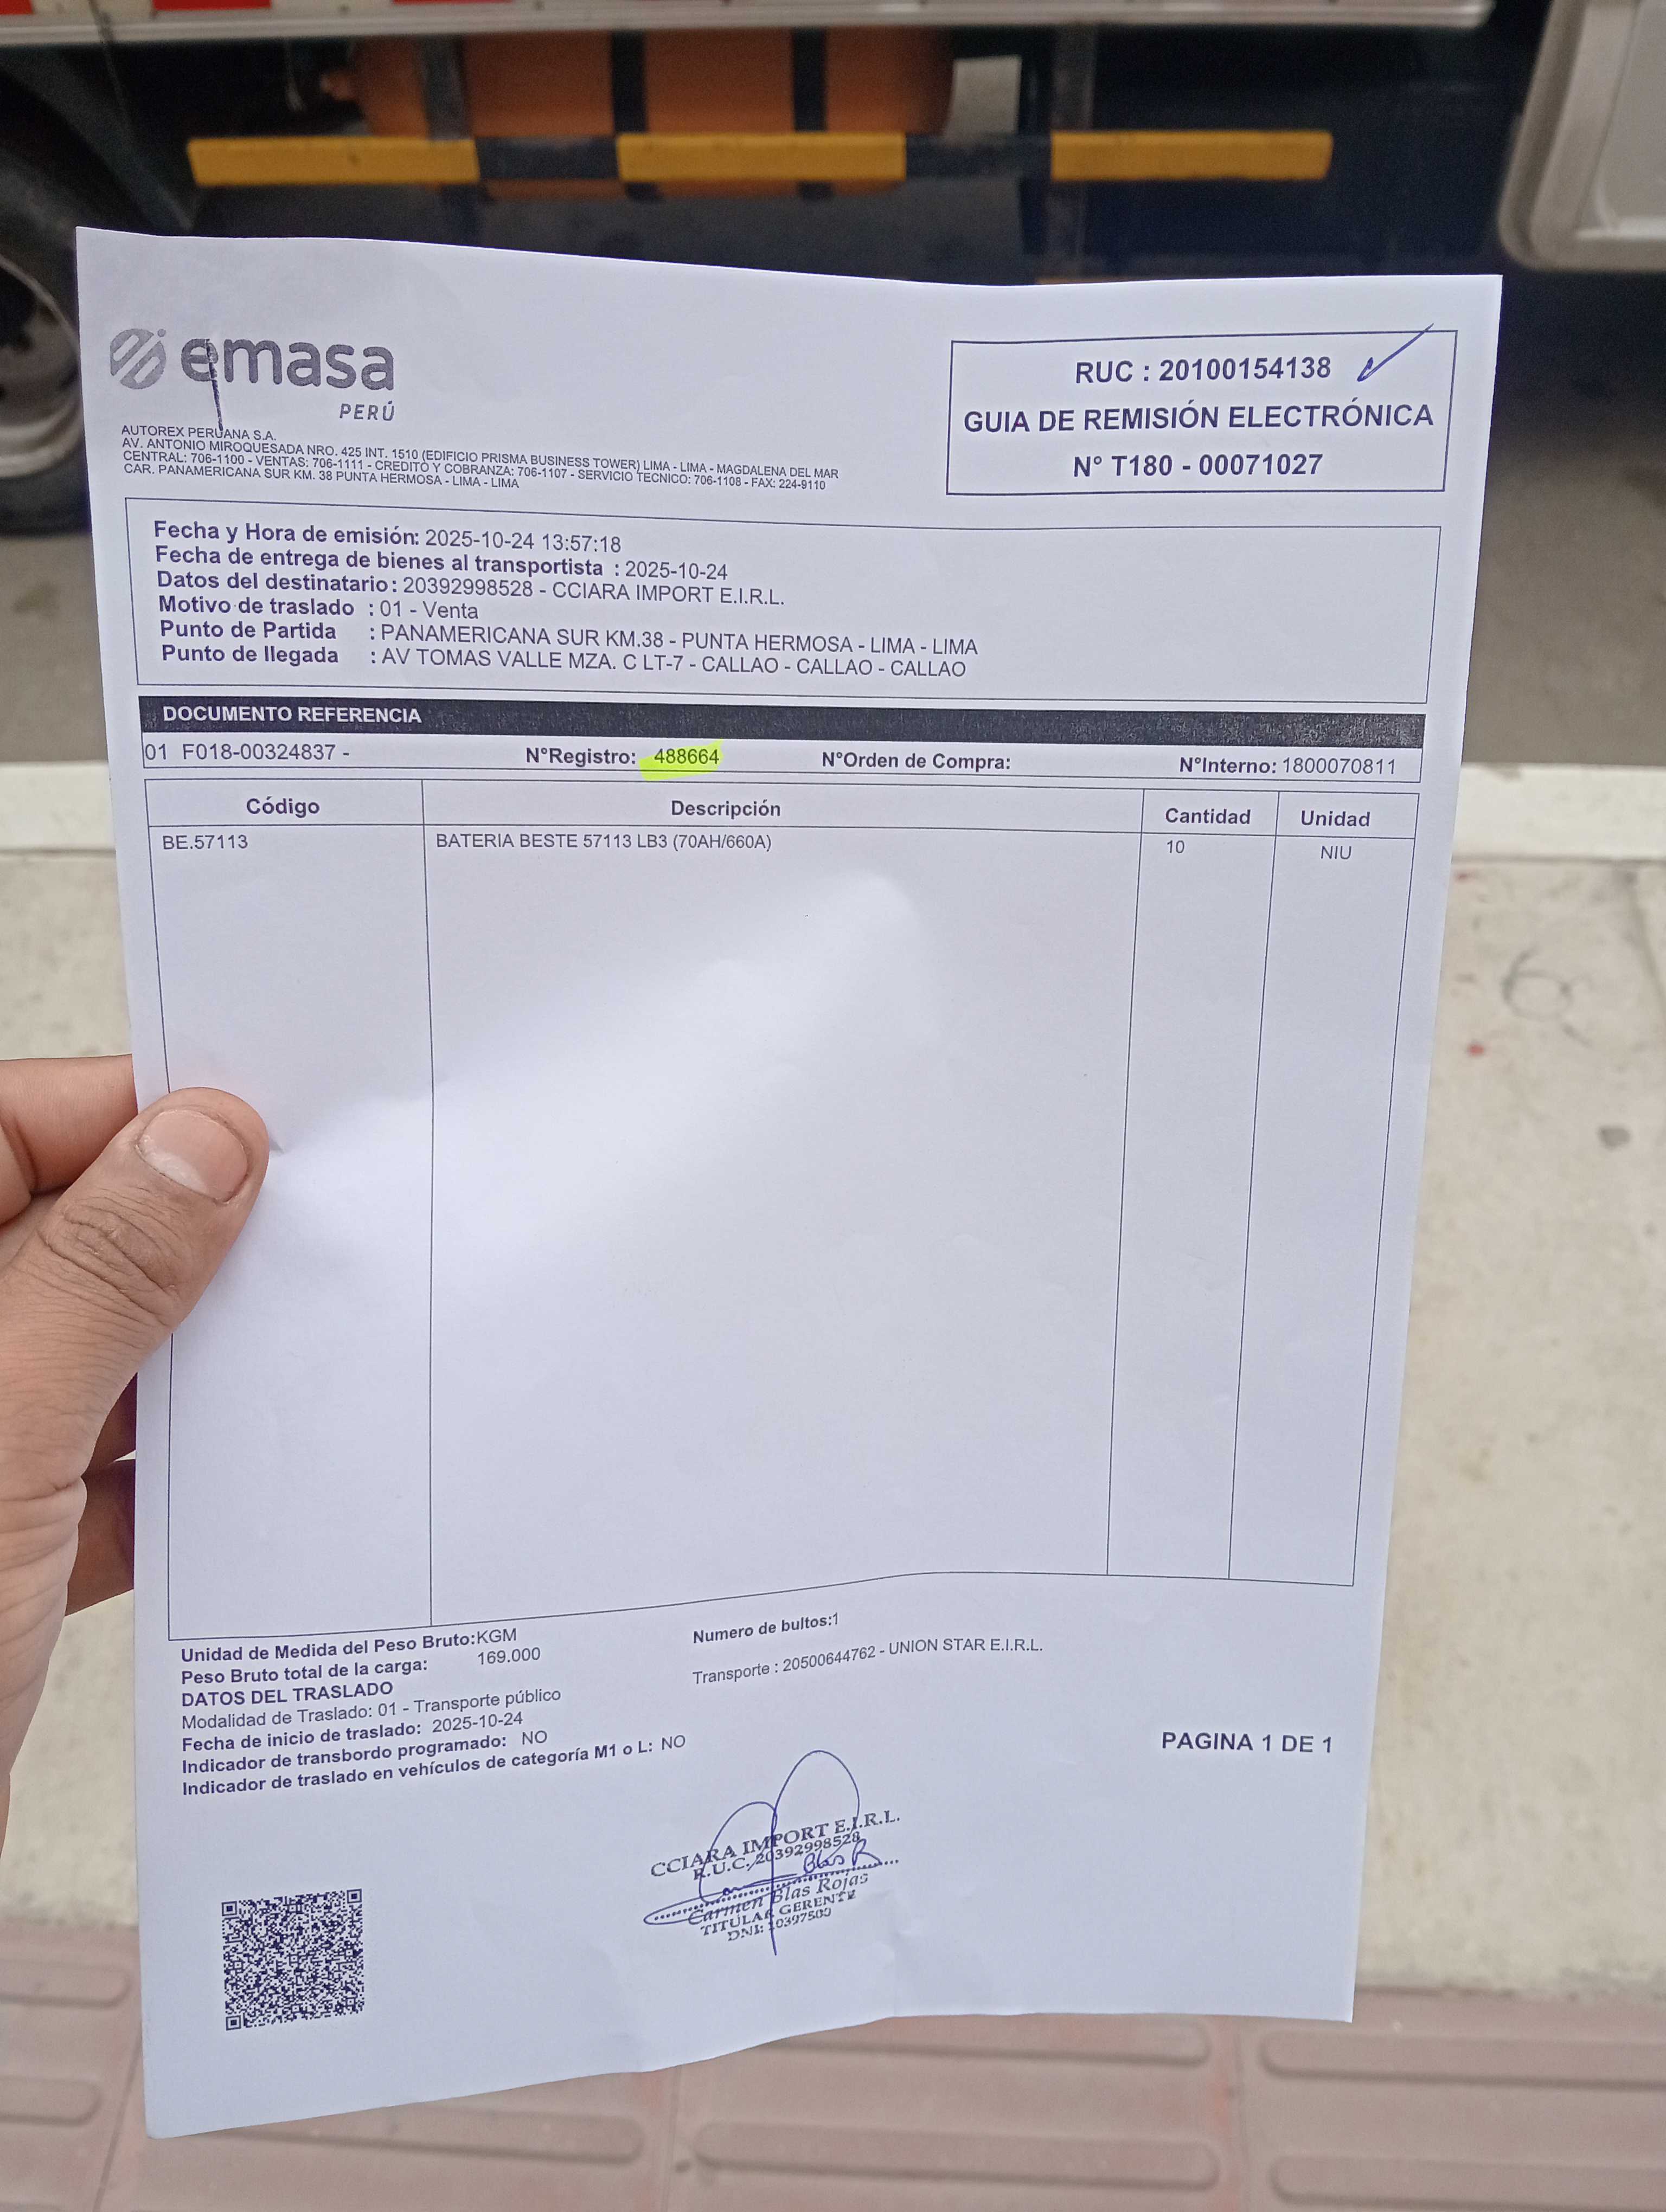 emasa
PERÚ
AUTOREX PERUANA S.A.
AV. ANTONIO MIROQUESADA NRO. 425 INT. 1510 (EDIFICIO PRISMA BUSINESS TOWER) LIMA - LIMA - MAGDALENA DEL MAR
CENTRAL: 706-1100 - VENTAS: 706-1111 - CREDITO Y COBRANZA: 706-1107 - SERVICIO TECNICO: 706-1108 - FAX: 224-9110
CAR. PANAMERICANA SUR KM. 38 PUNTA HERMOSA - LIMA - LIMA
RUC : 20100154138
GUIA DE REMISIÓN ELECTRÓNICA
N° T180 - 00071027
Fecha y Hora de emisión: 2025-10-24 13:57:18
Fecha de entrega de bienes al transportista : 2025-10-24
Datos del destinatario : 20392998528 - CCIARA IMPORT E.I.R.L.
Motivo de traslado : 01 - Venta
Punto de Partida : PANAMERICANA SUR KM.38 - PUNTA HERMOSA - LIMA - LIMA
Punto de llegada : AV TOMAS VALLE MZA. C LT-7 - CALLAO - CALLAO - CALLAO
DOCUMENTO REFERENCIA
01 F018-00324837 - N°Registro: 488664 N°Orden de Compra: N°Interno: 1800070811
Código Descripción Cantidad Unidad
BE.57113 BATERIA BESTE 57113 LB3 (70AH/660A) 10 NIU
Unidad de Medida del Peso Bruto:KGM Numero de bultos:1
Peso Bruto total de la carga: 169.000 Transporte : 20500644762 - UNION STAR E.I.R.L.
DATOS DEL TRASLADO
Modalidad de Traslado: 01 - Transporte público
Fecha de inicio de traslado: 2025-10-24
Indicador de transbordo programado: NO
Indicador de traslado en vehículos de categoría M1 o L: NO
PAGINA 1 DE 1
CCIARA IMPORT E.I.R.L.
R.U.C. 20392998528
Blas R
Carmen Blas Rojas
TITULAR GERENTE
DNI: